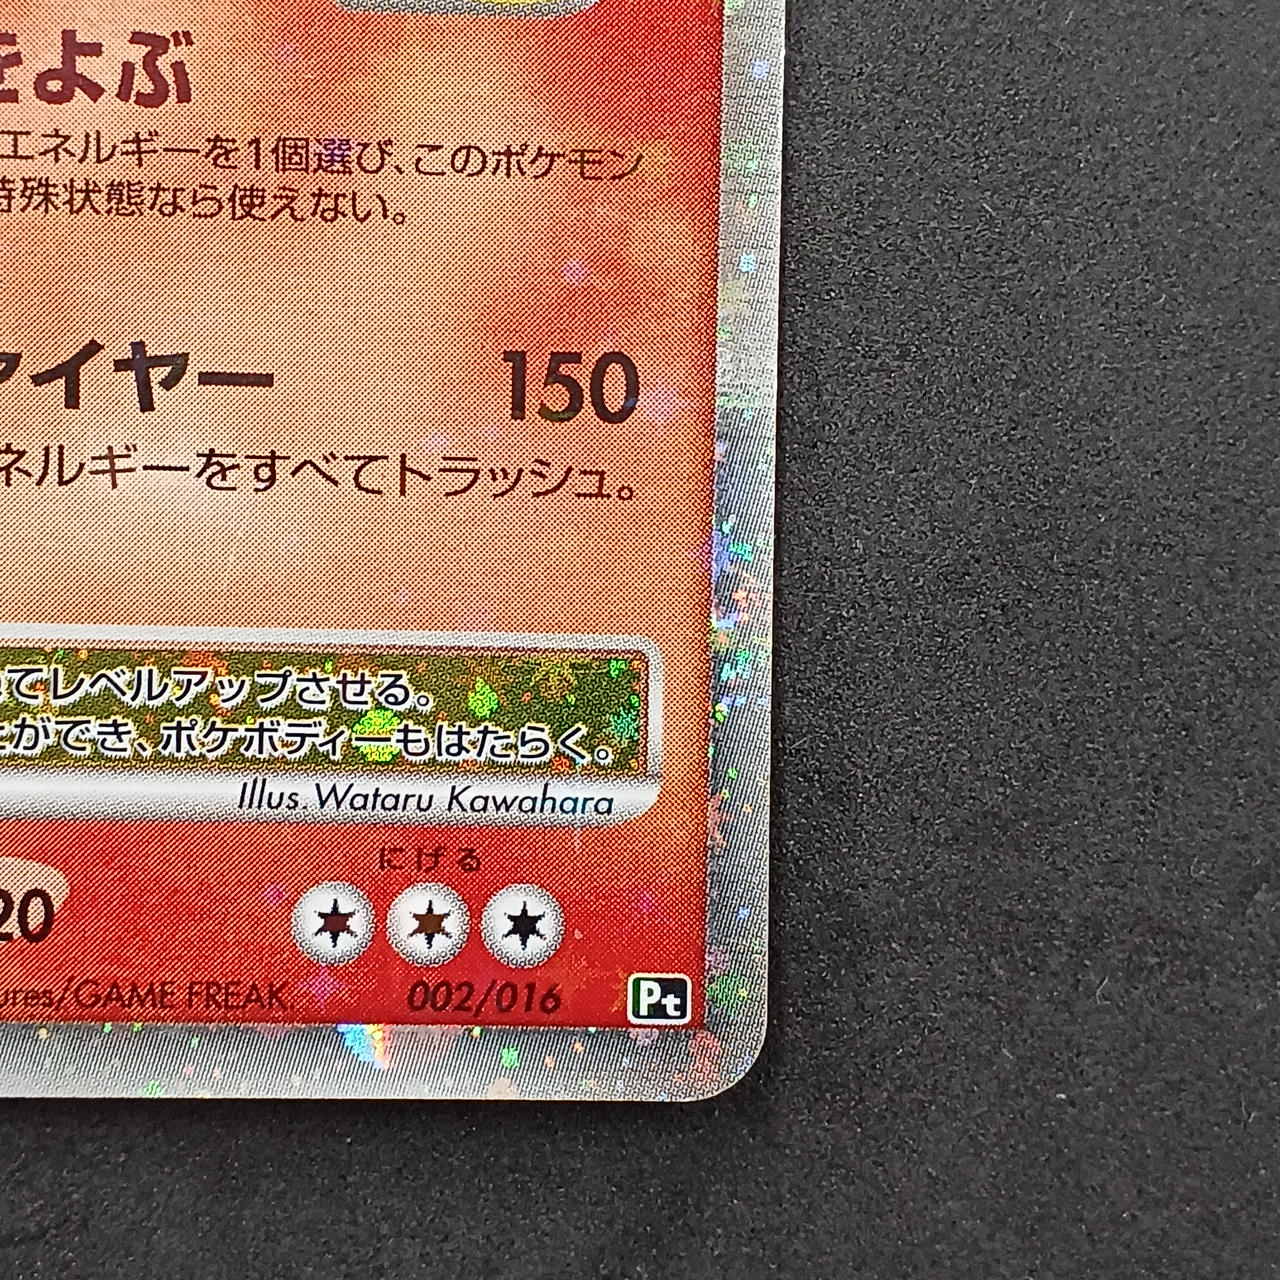 をよぶ
エネルギーを1個選び、このポケモン
特殊状態なら使えない。
ァイヤー 150
ネルギーをすべてトラッシュ。
てレベルアップさせる。
とができ、ポケボディーもはたらく。
Illus. Wataru Kawahara
にげる
20
ures/GAME FREAK.
002/016
Pt